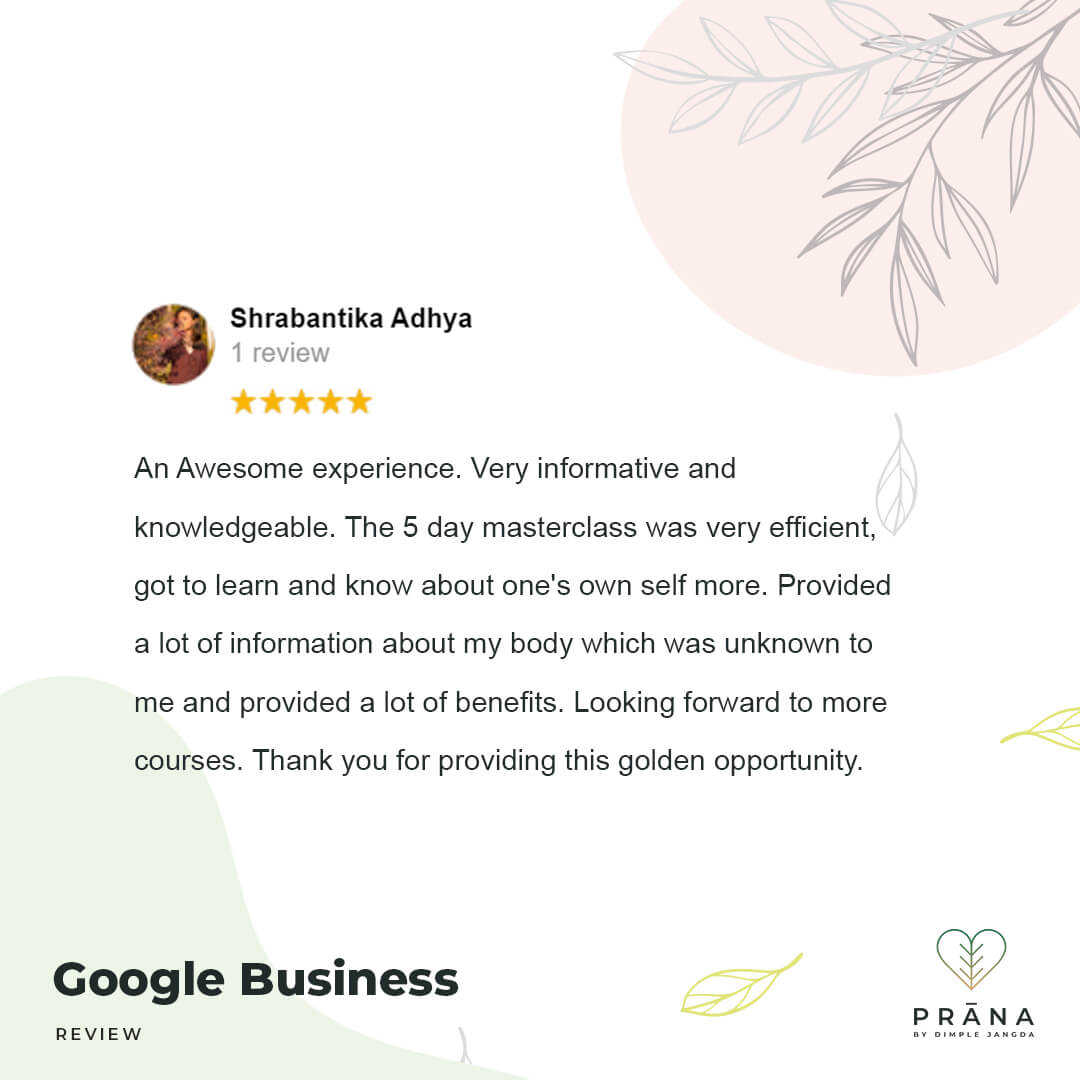 Shrabantika Adhya
1 review
An Awesome experience. Very informative and
knowledgeable. The 5 day masterclass was very efficient,
got to learn and know about one's own self more. Provided
a lot of information about my body which was unknown to
me and provided a lot of benefits. Looking forward to more
courses. Thank you for providing this golden opportunity.
Google Business
REVIEW
PRĀNA
BY DIMPLE JANGDA